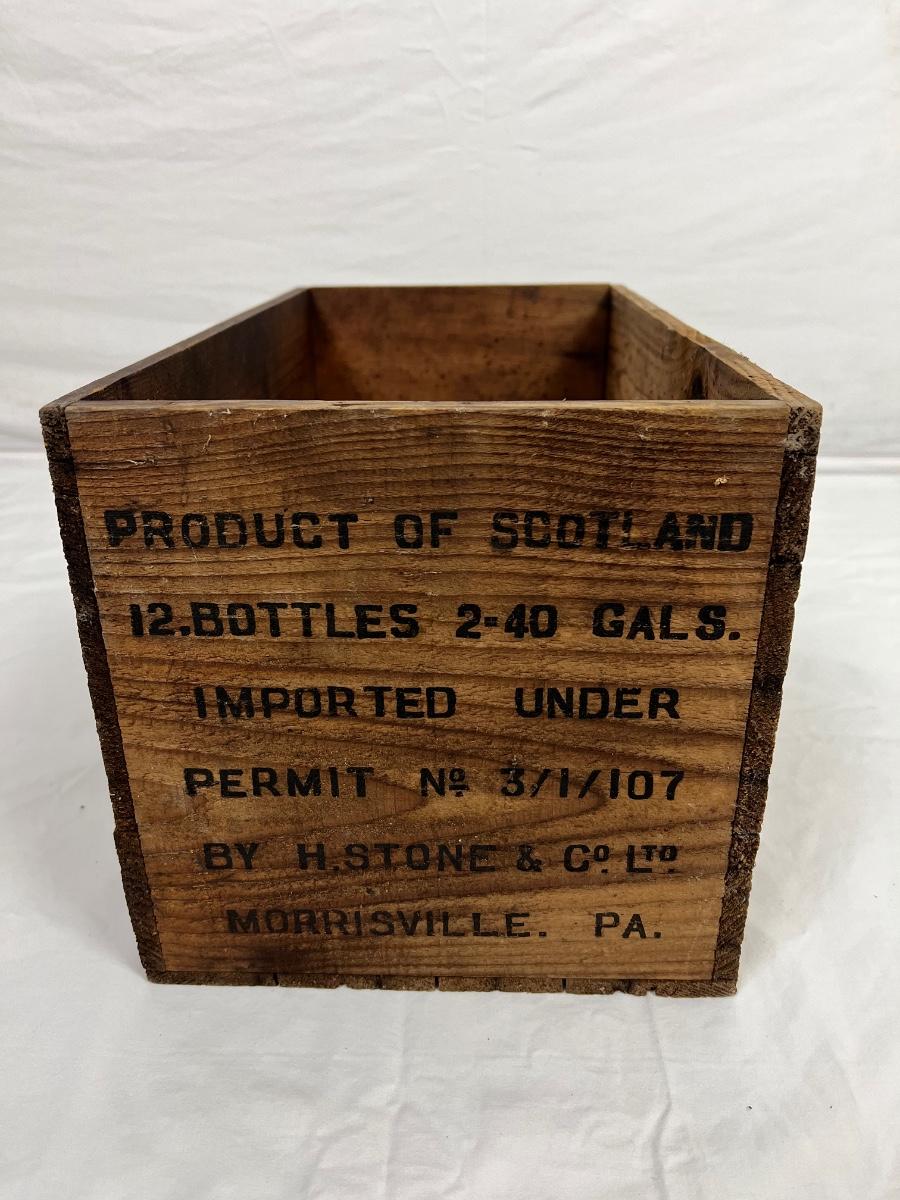 PRODUCT OF SCOTLAND
12.BOTTLES 2-40 GALS.
IMPORTED UNDER
PERMIT Nº 3/1/107
BY H.STONE & Cº. LTD
MORRISVILLE. PA.